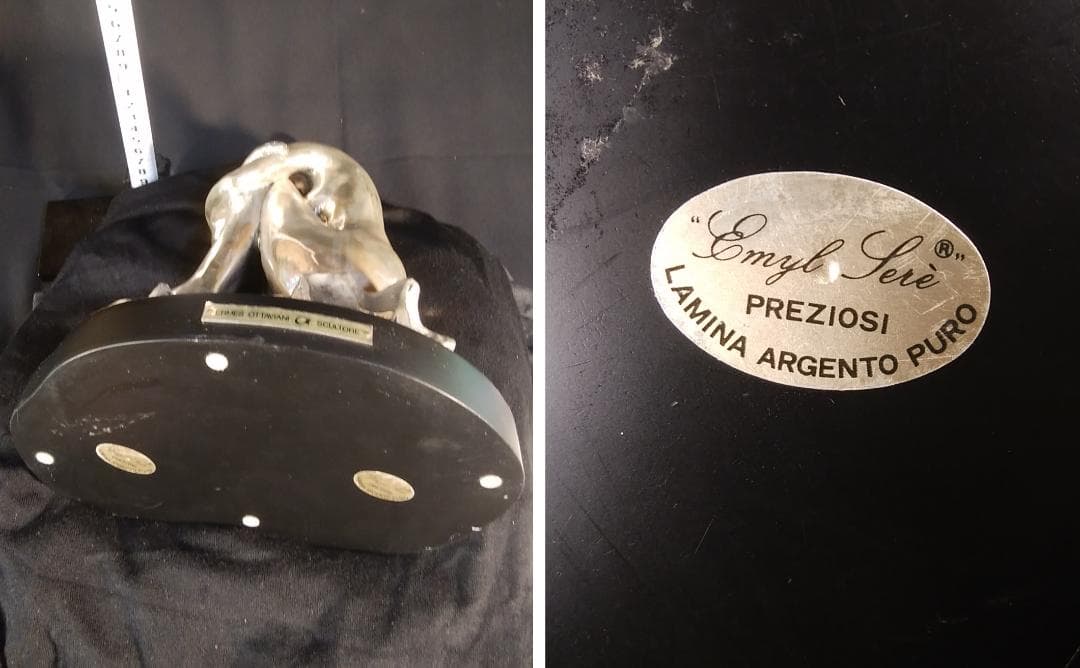 ERMES OTTAVIANI α SCULTORE
"Emyl Serè®"
PREZIOSI
LAMINA ARGENTO PURO